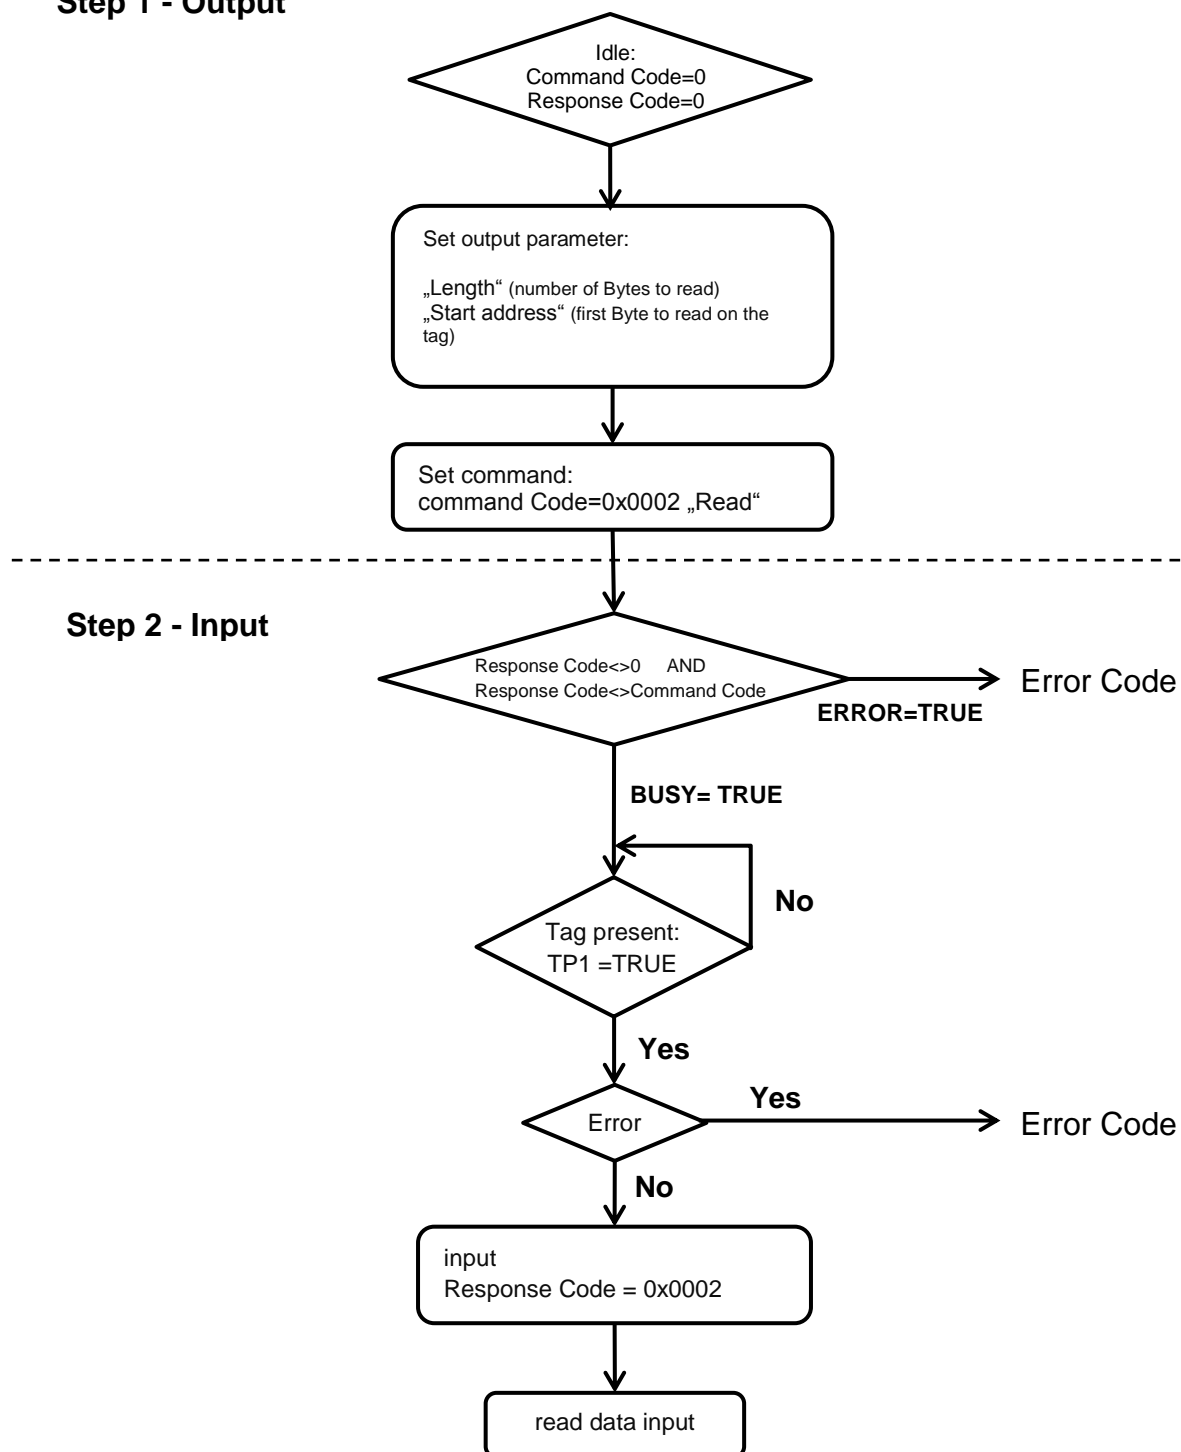 Step 1 - Output
Idle:
Command Code=0
Response Code=0
Set output parameter:
„Length“ (number of Bytes to read)
„Start address“ (first Byte to read on the
tag)
Set command:
command Code=0x0002 „Read“
Step 2 - Input
Response Code<>0 AND
Response Code<>Command Code
Error Code
ERROR=TRUE
BUSY= TRUE
No
Tag present:
TP1 =TRUE
Yes
Yes
Error
Error Code
No
input
Response Code = 0x0002
read data input